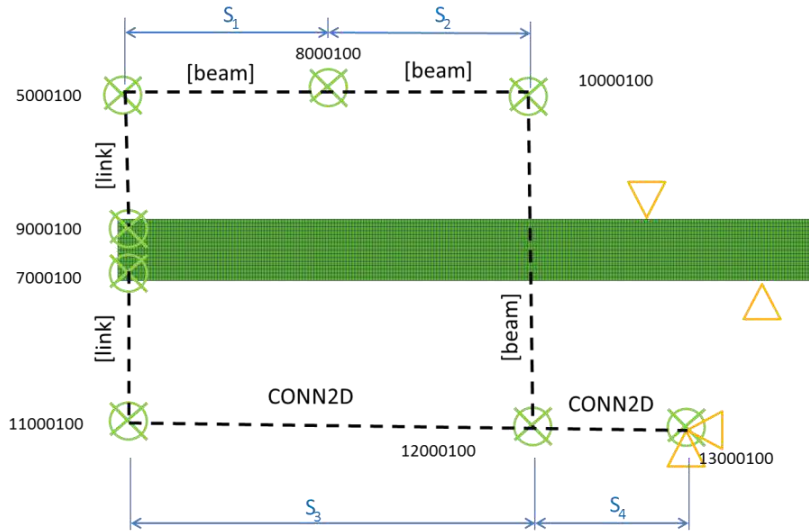 S1 S2
8000100
[beam] [beam] 10000100
5000100
[link]
9000100
7000100
[link] [beam]
CONN2D CONN2D
11000100
12000100 13000100
S3 S4